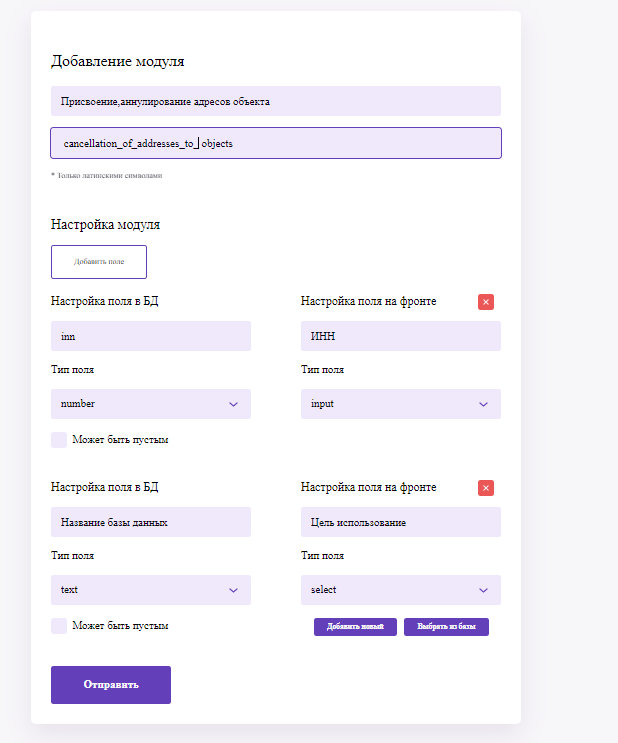 Добавление модуля
Присвоение,аннулирование адресов объекта
cancellation_of_addresses_to_objects
* Только латинскими символами
Настройка модуля
Добавить поле
Настройка поля в БД
Настройка поля на фронте
inn
ИНН
Тип поля
Тип поля
number
input
Может быть пустым
Настройка поля в БД
Настройка поля на фронте
Название базы данных
Цель использование
Тип поля
Тип поля
text
select
Может быть пустым
Добавить новый
Выбрать из базы
Отправить